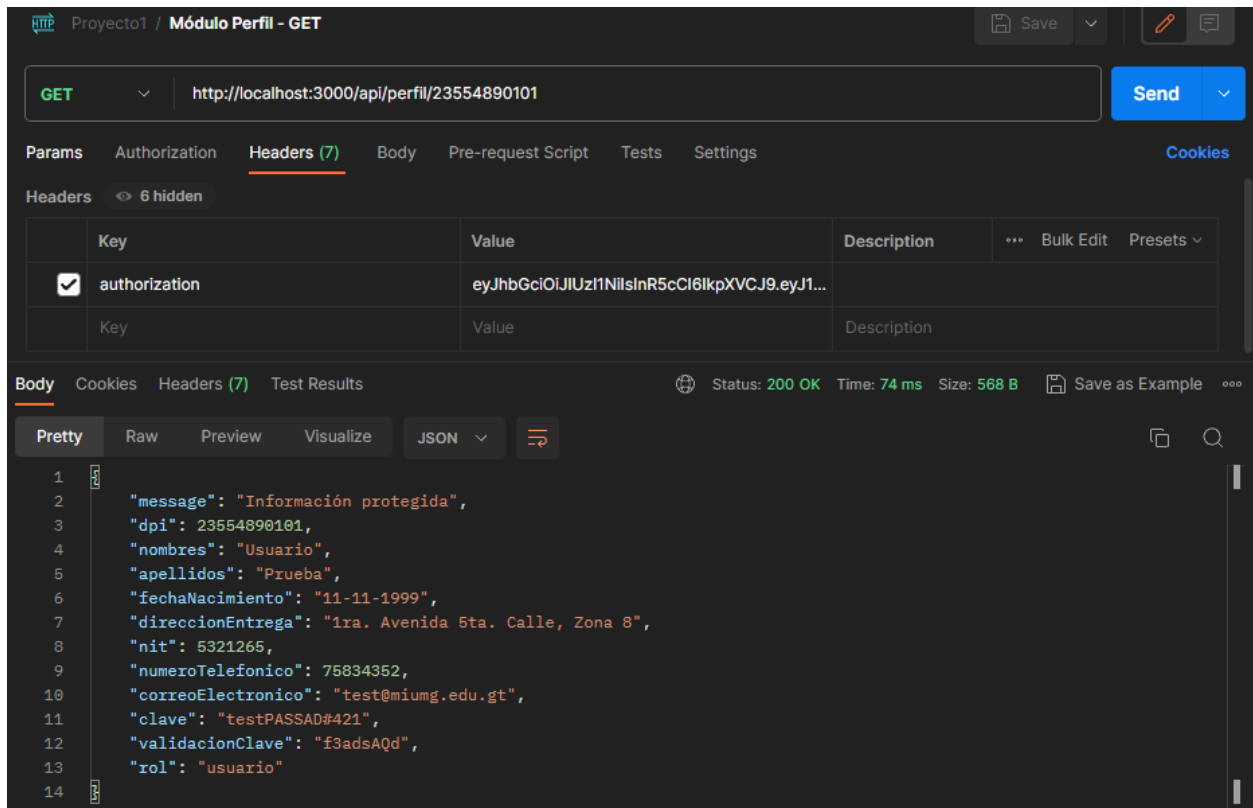 HTTP Proyecto1 / Módulo Perfil - GET Save
GET http://localhost:3000/api/perfil/23554890101 Send
Params Authorization Headers (7) Body Pre-request Script Tests Settings Cookies
Headers 6 hidden
Key Value Description Bulk Edit Presets
authorization eyJhbGciOiJIUzI1NiIsInR5cCI6IkpXVCJ9.eyJ1...
Key Value Description
Body Cookies Headers (7) Test Results Status: 200 OK Time: 74 ms Size: 568 B Save as Example
Pretty Raw Preview Visualize JSON
1 {
2 "message": "Información protegida",
3 "dpi": 23554890101,
4 "nombres": "Usuario",
5 "apellidos": "Prueba",
6 "fechaNacimiento": "11-11-1999",
7 "direccionEntrega": "1ra. Avenida 5ta. Calle, Zona 8",
8 "nit": 5321265,
9 "numeroTelefonico": 75834352,
10 "correoElectronico": "test@miumg.edu.gt",
11 "clave": "testPASSAD#421",
12 "validacionClave": "f3adsAQd",
13 "rol": "usuario"
14 }